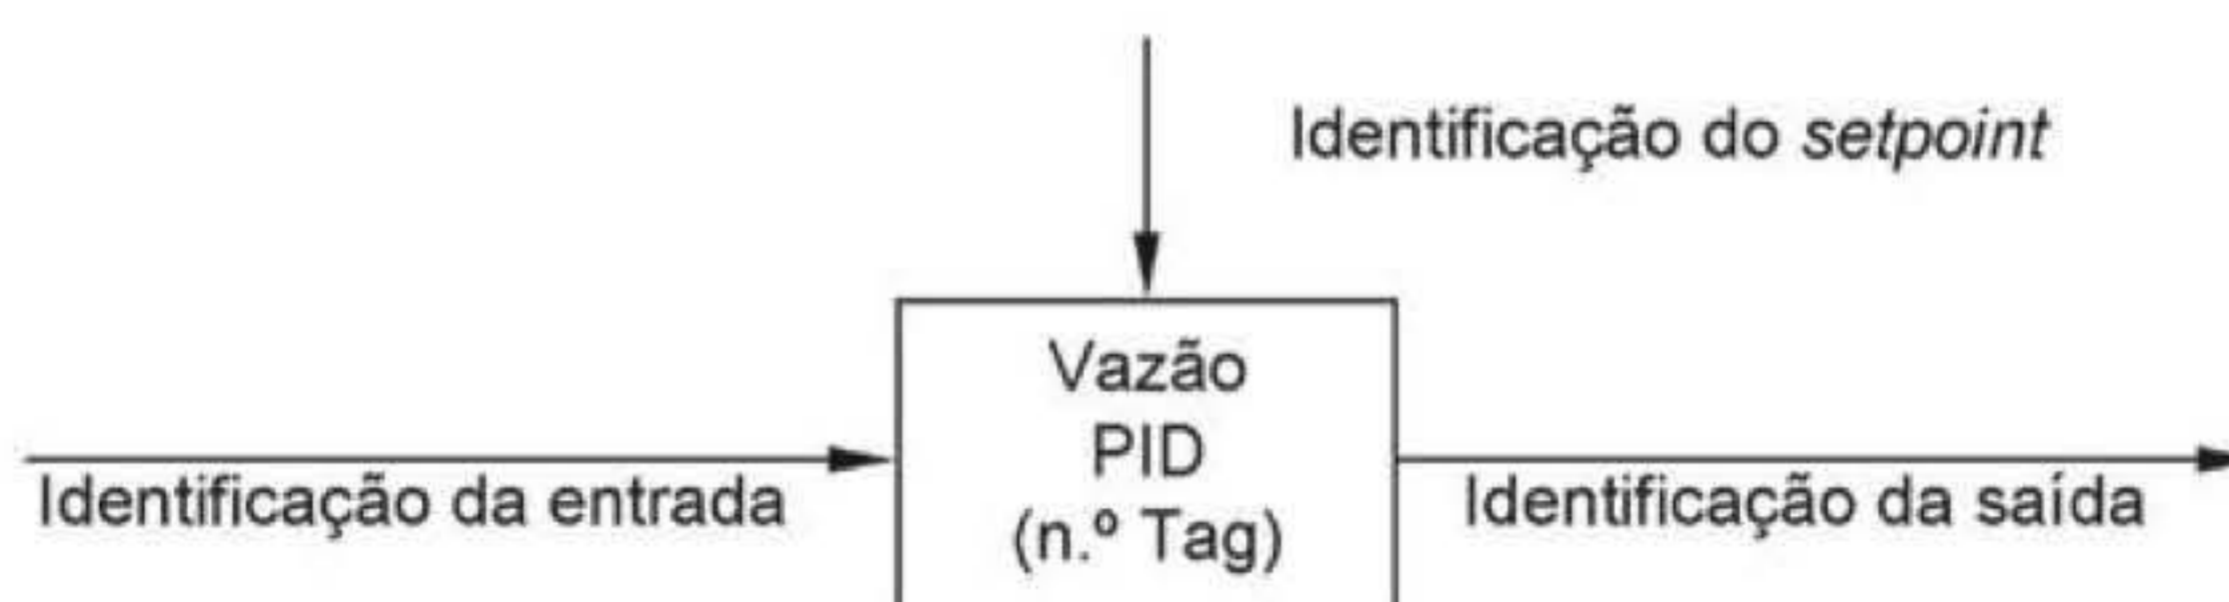 Identificação do setpoint
Vazão
PID
(n.º Tag)
Identificação da entrada
Identificação da saída